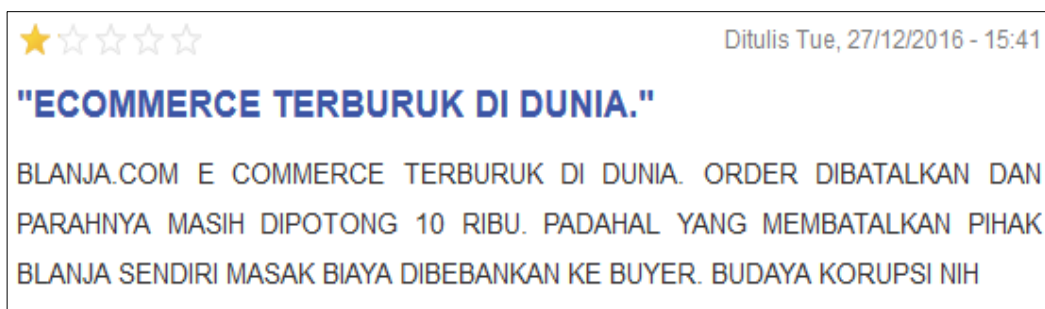 Ditulis Tue, 27/12/2016 - 15:41
"ECOMMERCE TERBURUK DI DUNIA."
BLANJA.COM E COMMERCE TERBURUK DI DUNIA. ORDER DIBATALKAN DAN
PARAHNYA MASIH DIPOTONG 10 RIBU. PADAHAL YANG MEMBATALKAN PIHAK
BLANJA SENDIRI MASAK BIAYA DIBEBANKAN KE BUYER. BUDAYA KORUPSI NIH